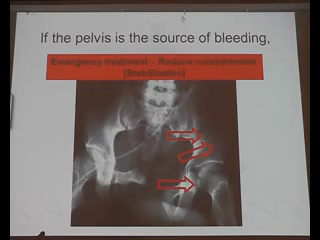 If the pelvis is the source of bleeding,
Emergency treatment – Reduce compartment
(Stabilization)